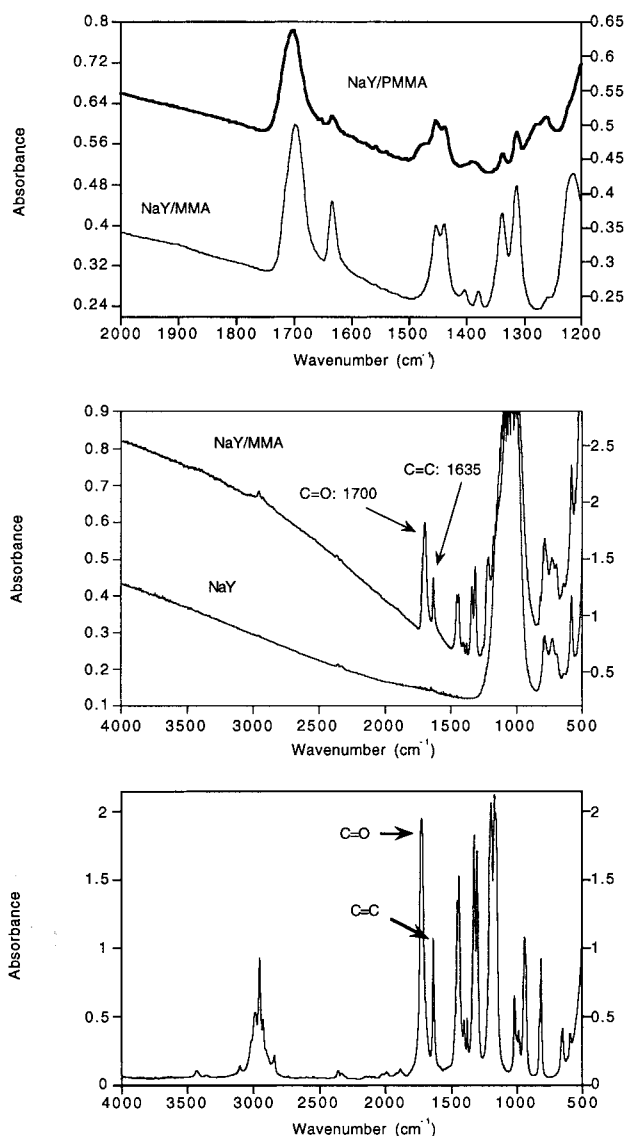 0.8
0.72
0.64
0.56
0.48
0.4
0.32
0.24
0.65
0.6
0.55
0.5
0.45
0.4
0.35
0.3
0.25
Absorbance
NaY/PMMA
NaY/MMA
2000 1900 1800 1700 1600 1500 1400 1300 1200
Wavenumber (cm⁻¹)
0.9
0.8
0.7
0.6
0.5
0.4
0.3
0.2
0.1
2.5
2
1.5
1
0.5
Absorbance
NaY/MMA
C=O: 1700
C=C: 1635
NaY
4000 3500 3000 2500 2000 1500 1000 500
Wavenumber (cm⁻¹)
2
1.5
1
0.5
0
2
1.5
1
0.5
0
Absorbance
C=O
C=C
4000 3500 3000 2500 2000 1500 1000 500
Wavenumber (cm⁻¹)